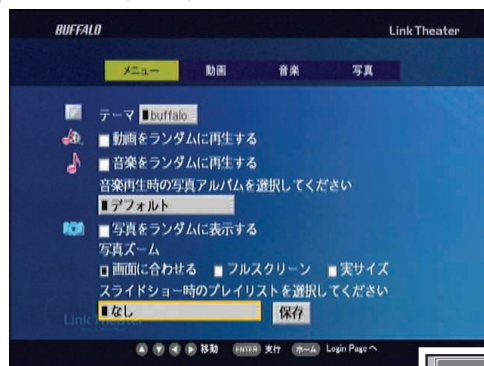 BUFFALO LinkTheater
メニュー 動画 音楽 写真
テーマ buffalo
動画をランダムに再生する
音楽をランダムに再生する
音楽再生時の写真アルバムを選択してください
デフォルト
写真をランダムに表示する
写真ズーム
画面に合わせる フルスクリーン 実サイズ
スライドショー時のプレイリストを選択してください
なし 保存
Link Theater
移動 ENTER 実行 ホーム Login Page へ